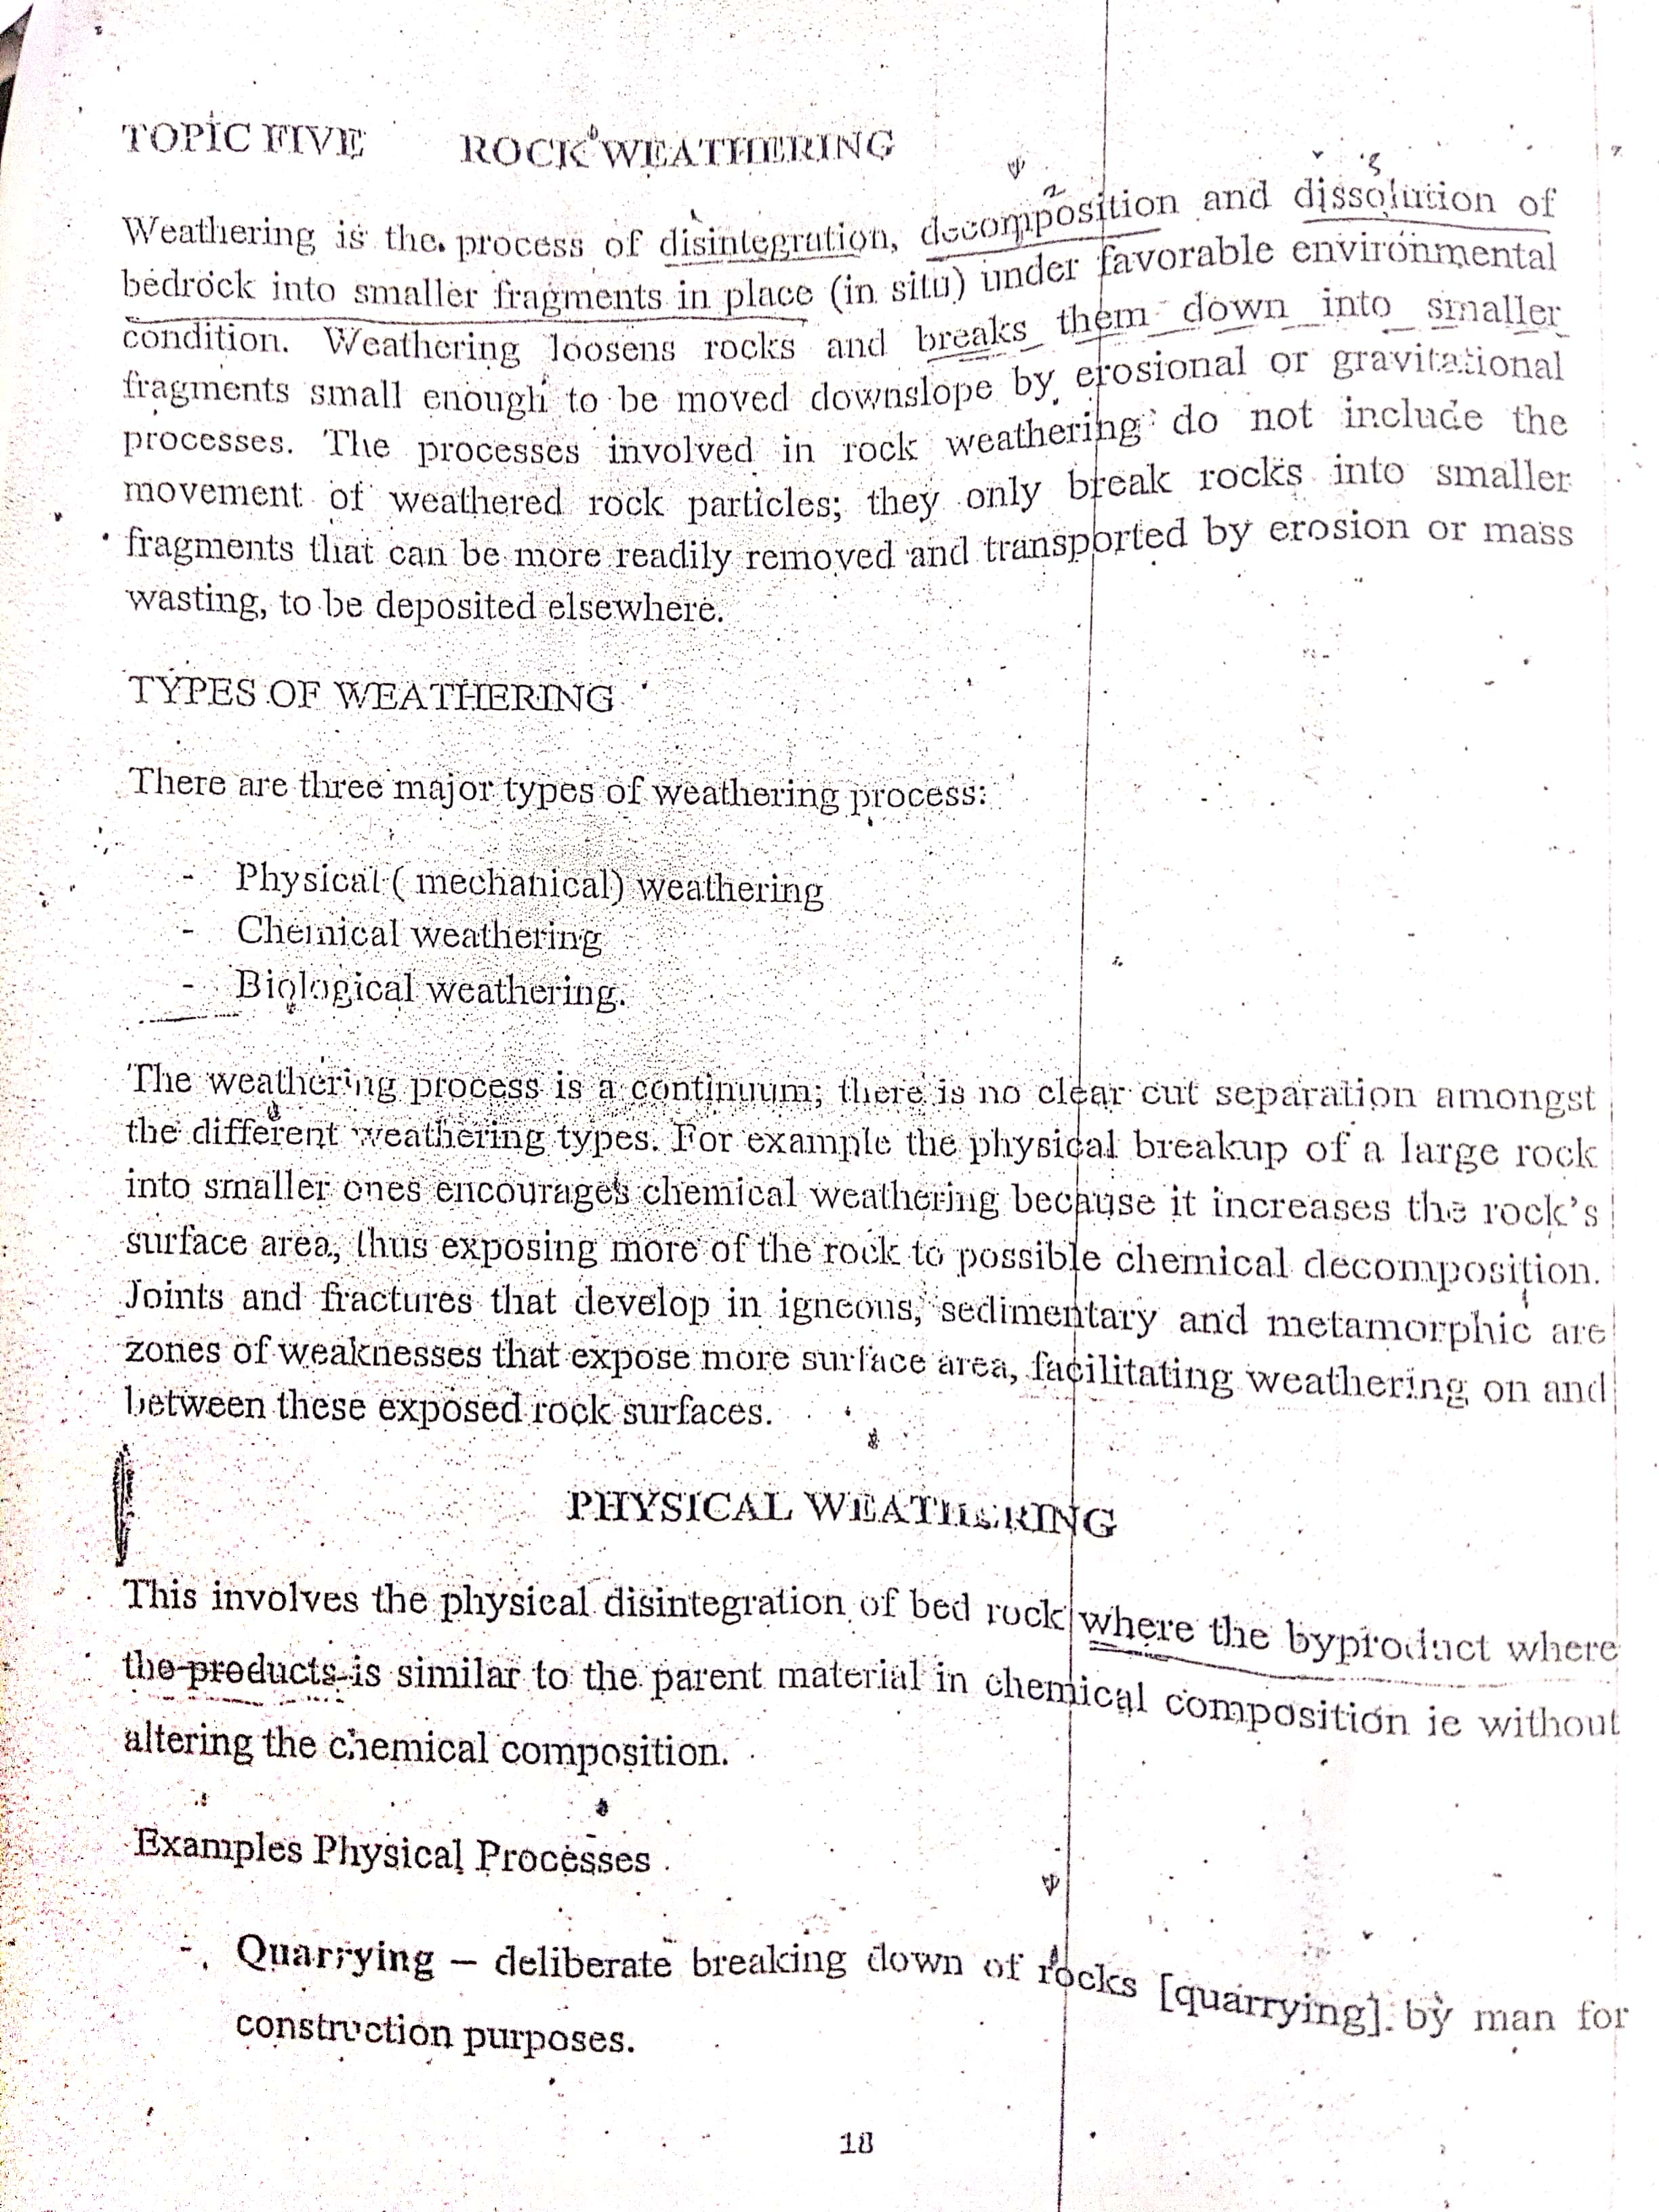 TOPIC FIVE ROCK WEATHERING
Weathering is the process of disintegration, decomposition and dissolution of
bedrock into smaller fragments in place (in situ) under favorable environmental
condition. Weathering loosens rocks and breaks them down into smaller
fragments small enough to be moved downslope by erosional or gravitational
processes. The processes involved in rock weathering do not include the
movement of weathered rock particles; they only break rocks into smaller
fragments that can be more readily removed and transported by erosion or mass
wasting, to be deposited elsewhere.
TYPES OF WEATHERING
There are three major types of weathering process:
- Physical ( mechanical) weathering
- Chemical weathering
- Biological weathering.
The weathering process is a continuum; there is no clear cut separation amongst
the different weathering types. For example the physical breakup of a large rock
into smaller ones encourages chemical weathering because it increases the rock's
surface area, thus exposing more of the rock to possible chemical decomposition.
Joints and fractures that develop in igneous, sedimentary and metamorphic are
zones of weaknesses that expose more surface area, facilitating weathering on and
between these exposed rock surfaces.
PHYSICAL WEATHERING
This involves the physical disintegration of bed rock where the byproduct where
the products is similar to the parent material in chemical composition ie without
altering the chemical composition.
Examples Physical Processes
- Quarrying – deliberate breaking down of rocks [quarrying] by man for
construction purposes.
18